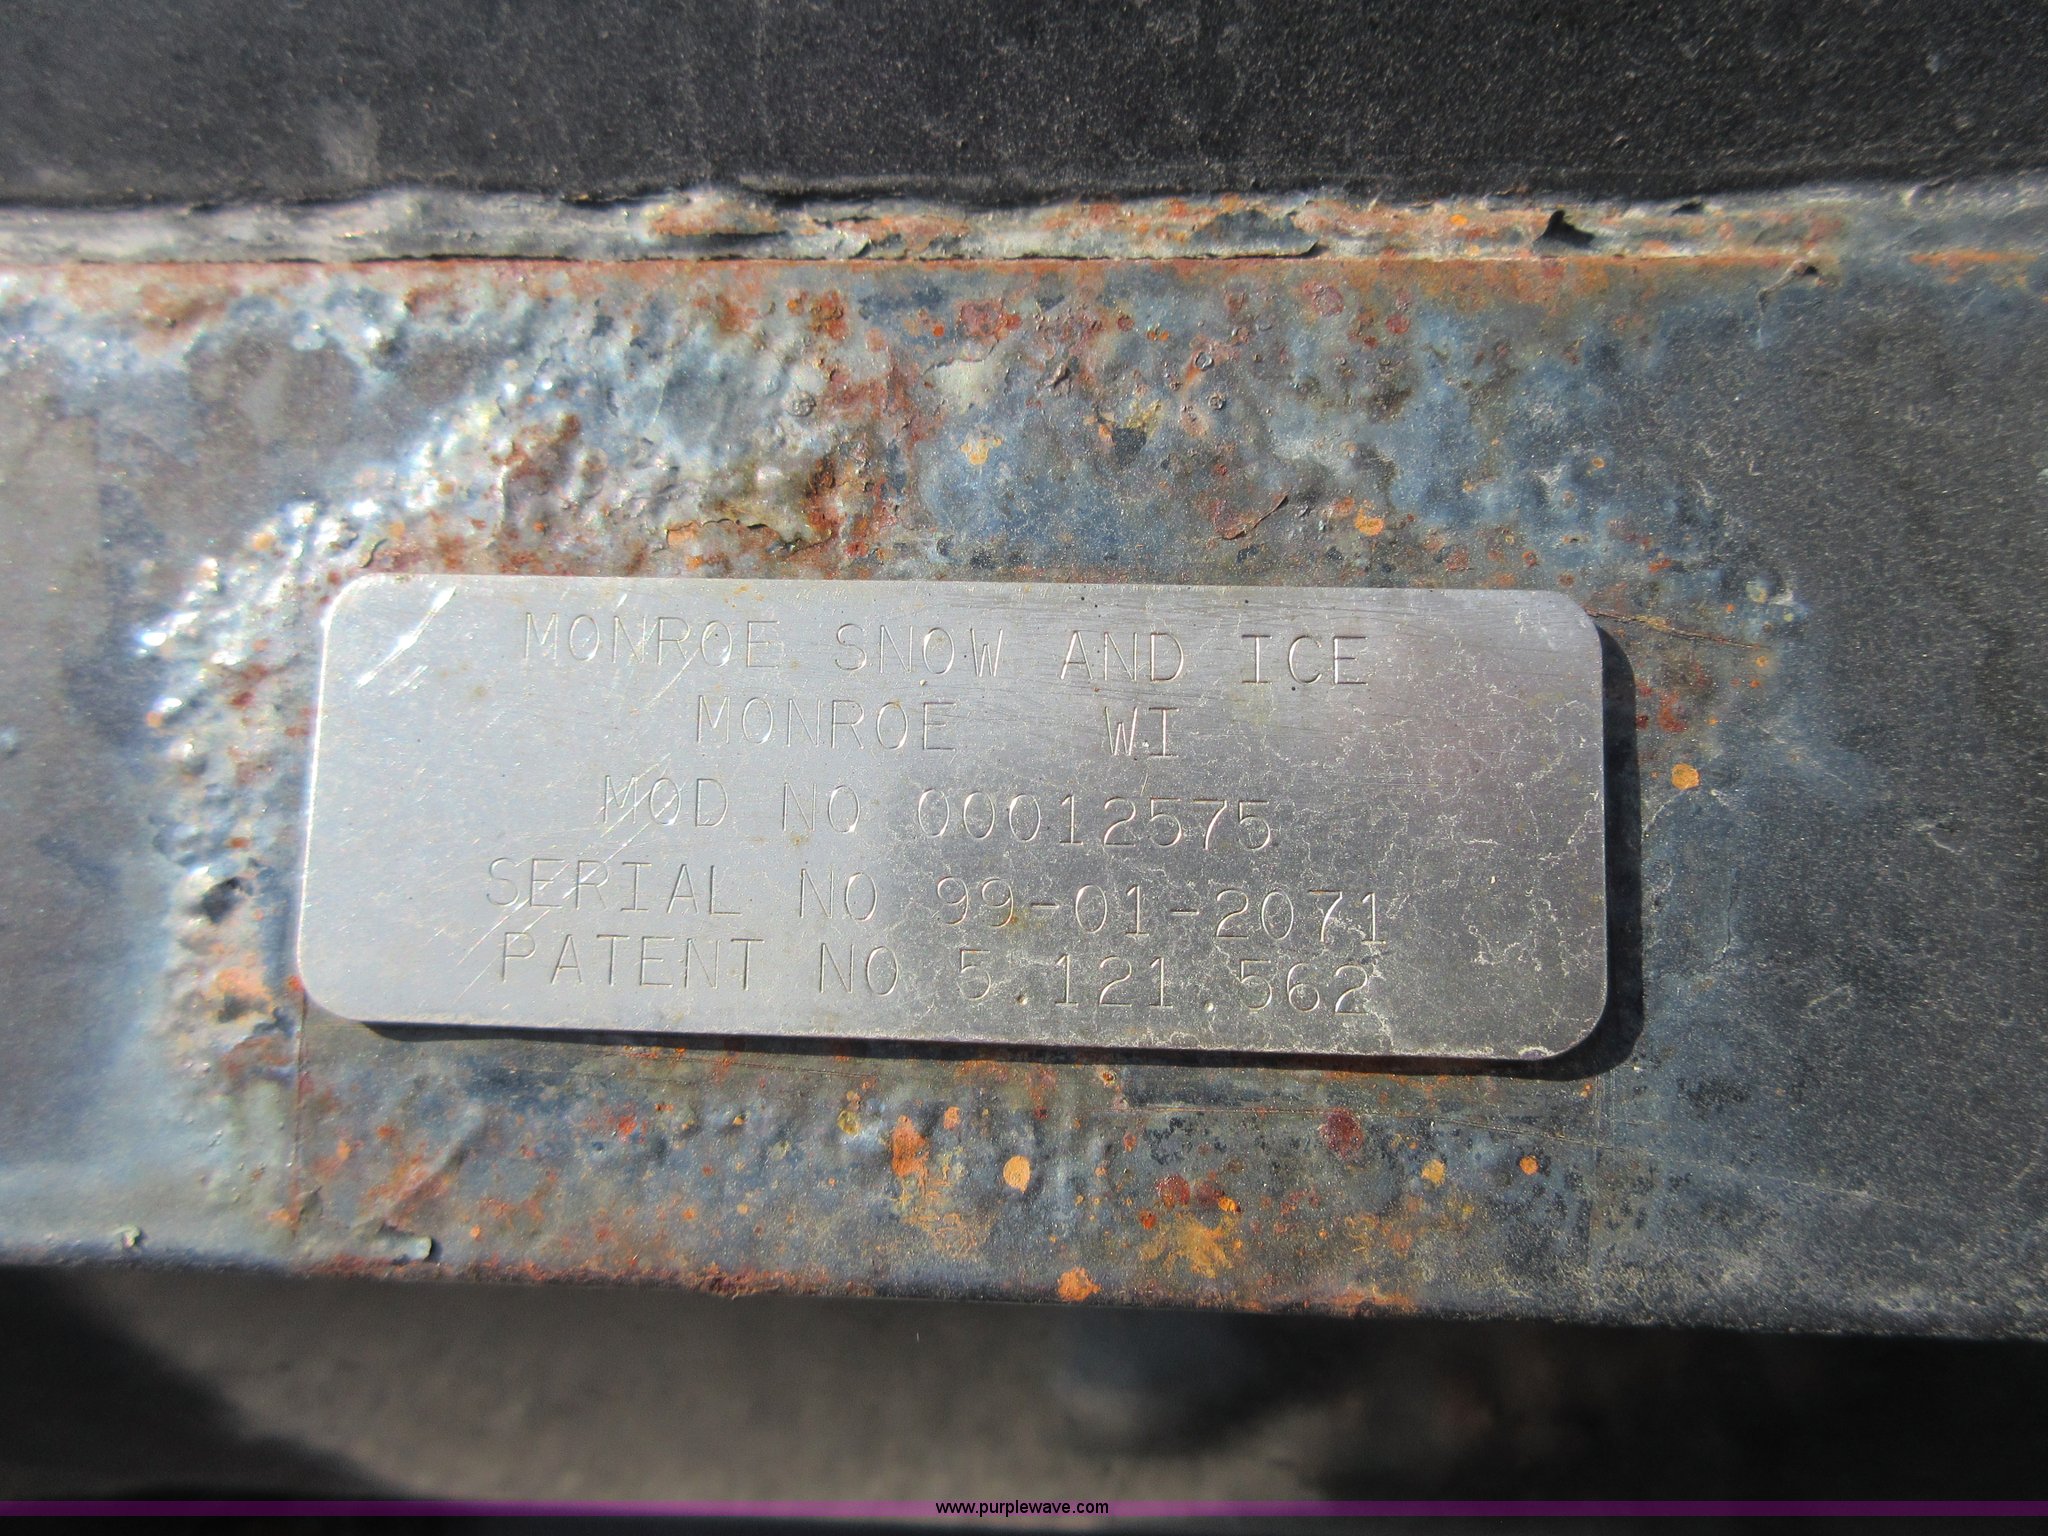 MONROE SNOW AND ICE
MONROE WI
MOD NO 00012575
SERIAL NO 99-01-2071
PATENT NO 5.121.562
www.purplewave.com